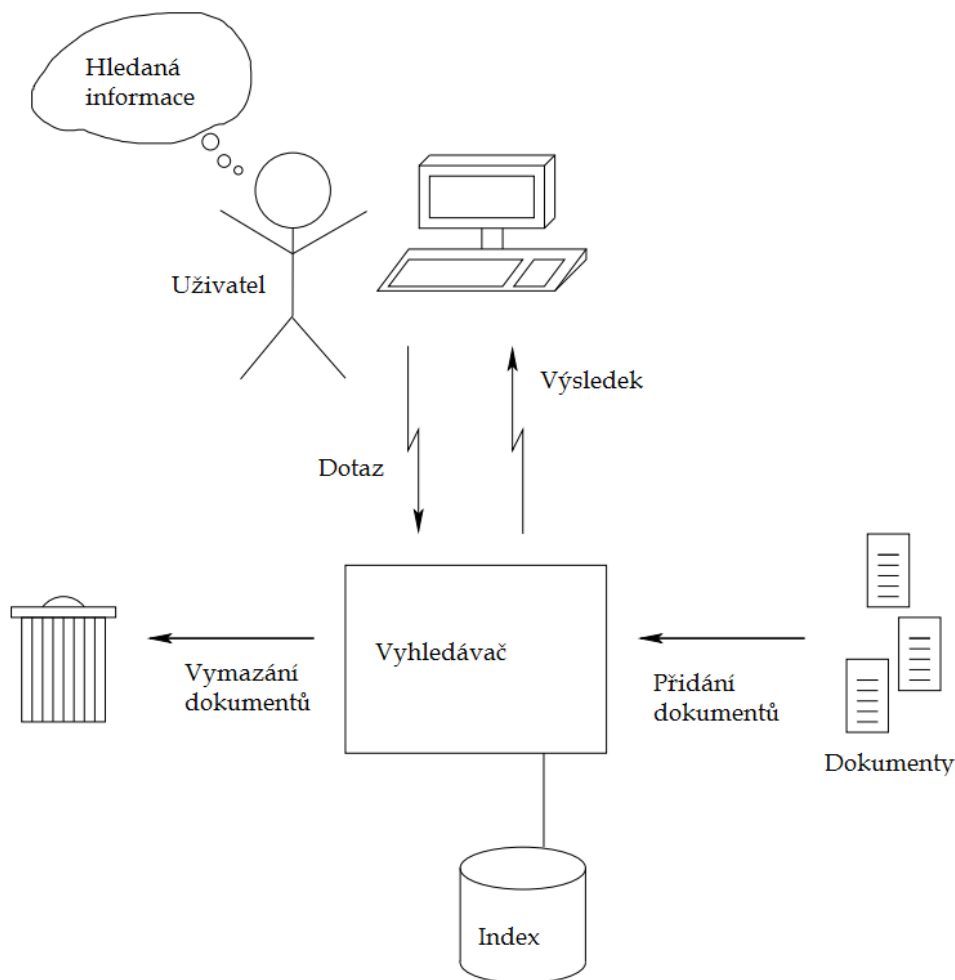 Hledaná
informace
Uživatel
Výsledek
Dotaz
Vyhledávač
Vymazání
dokumentů
Přidání
dokumentů
Dokumenty
Index